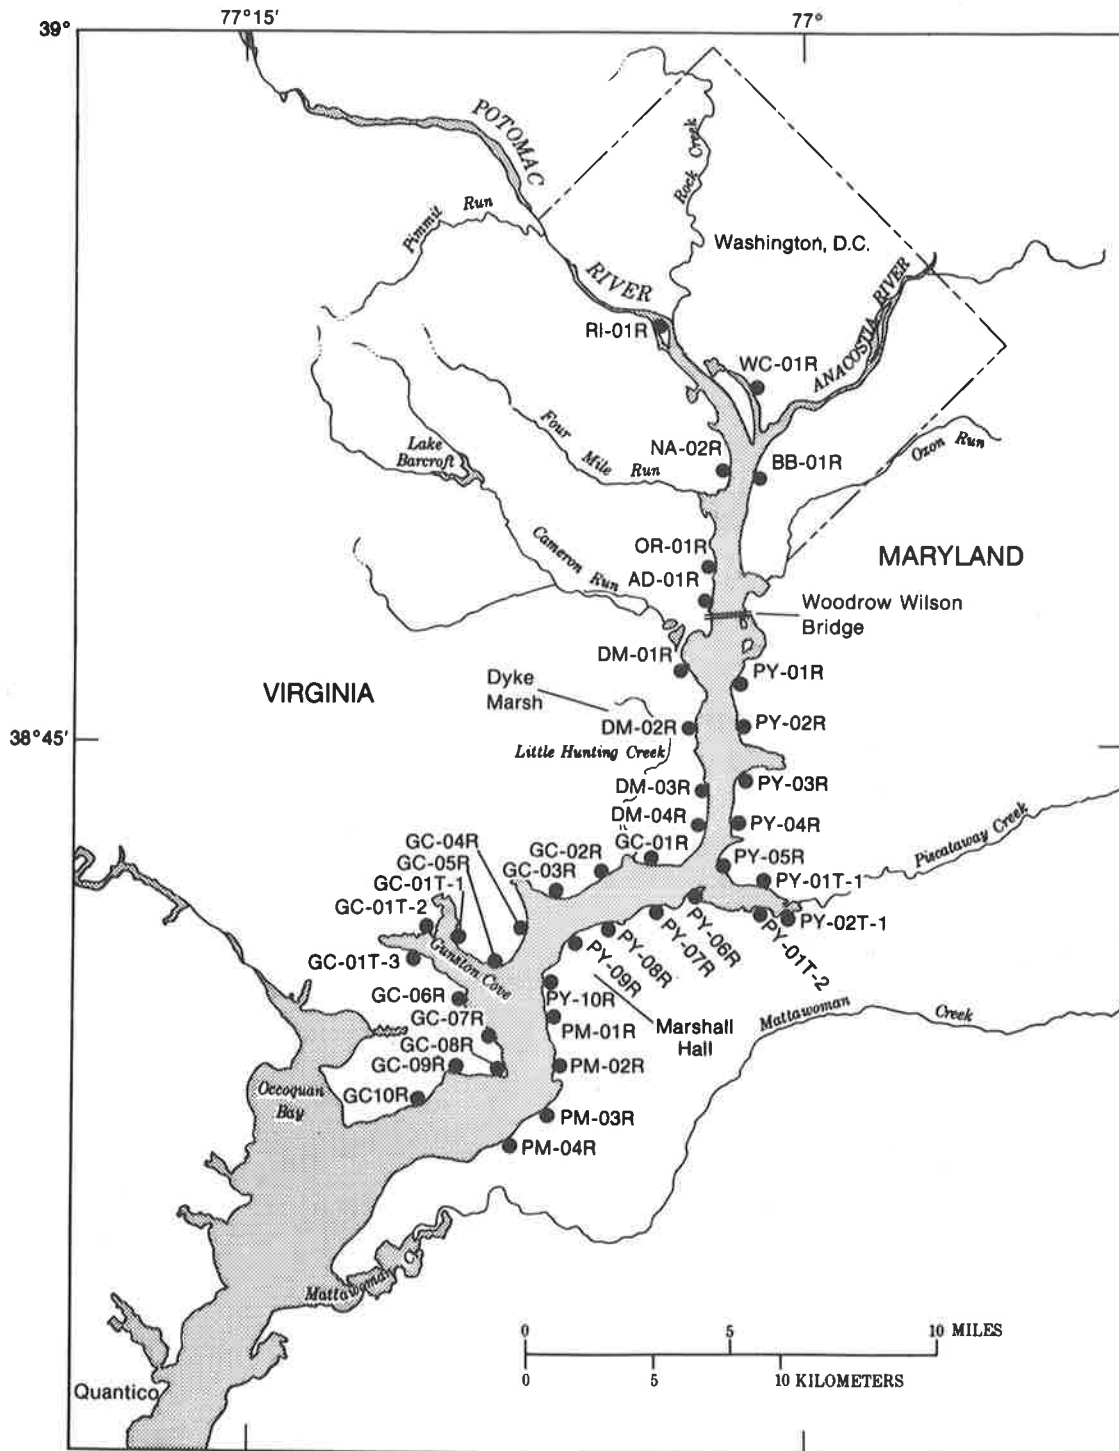 77°15'
77°
39°
POTOMAC
Rock Creek
Pimmit Run
Washington, D.C.
RIVER
ANACOSTIA RIVER
RI-01R
WC-01R
Four Mile Run
Lake
Barcroft
NA-02R
BB-01R
Oxon Run
Cameron Run
OR-01R
MARYLAND
AD-01R
Woodrow Wilson
Bridge
DM-01R
PY-01R
Dyke
Marsh
VIRGINIA
DM-02R
PY-02R
38°45'
Little Hunting Creek
DM-03R
PY-03R
DM-04R
PY-04R
Piscataway Creek
GC-04R
GC-05R
GC-01T-1
GC-01T-2
GC-02R
GC-03R
GC-01R
PY-05R
PY-01T-1
PY-02T-1
PY-01T-2
PY-06R
PY-07R
PY-08R
PY-09R
Gunston Cove
GC-01T-3
GC-06R
PY-10R
Marshall
Hall
Mattawoman Creek
GC-07R
PM-01R
GC-08R
GC-09R
PM-02R
Occoquan
Bay
GC10R
PM-03R
PM-04R
Mattawoman Cr
0 5 10 MILES
0 5 10 KILOMETERS
Quantico